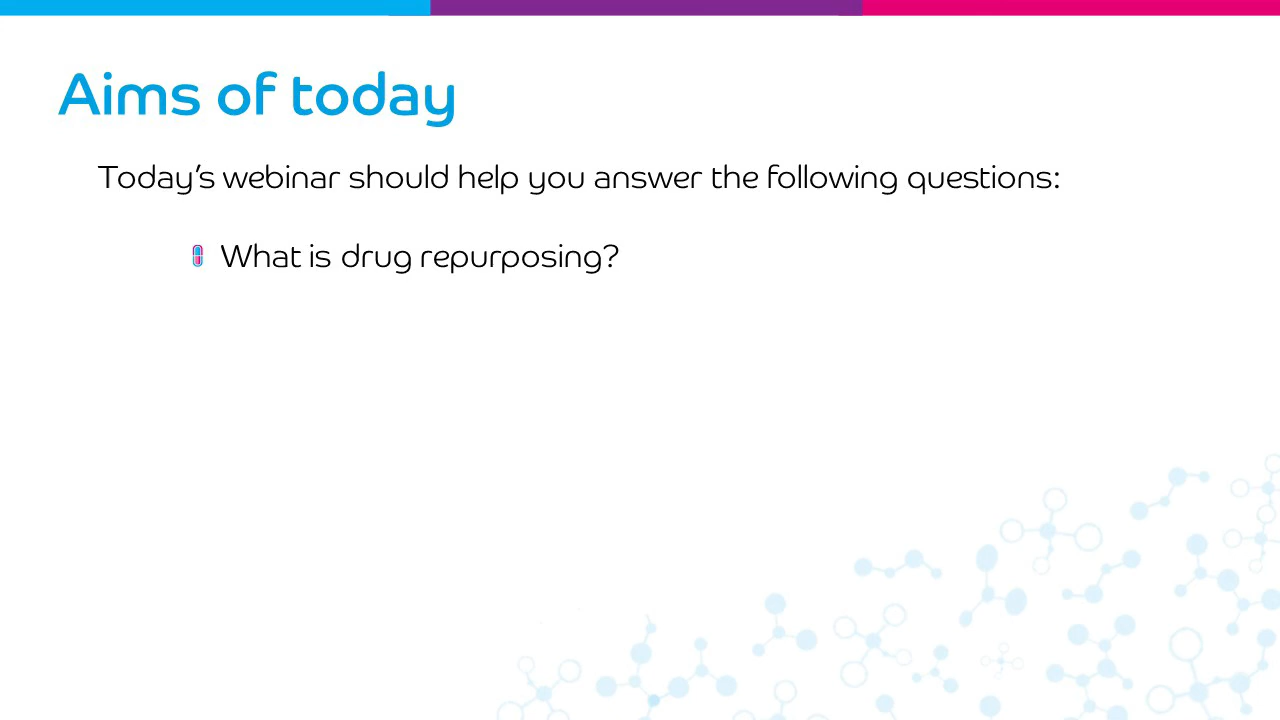 Aims of today
Today’s webinar should help you answer the following questions:
What is drug repurposing?